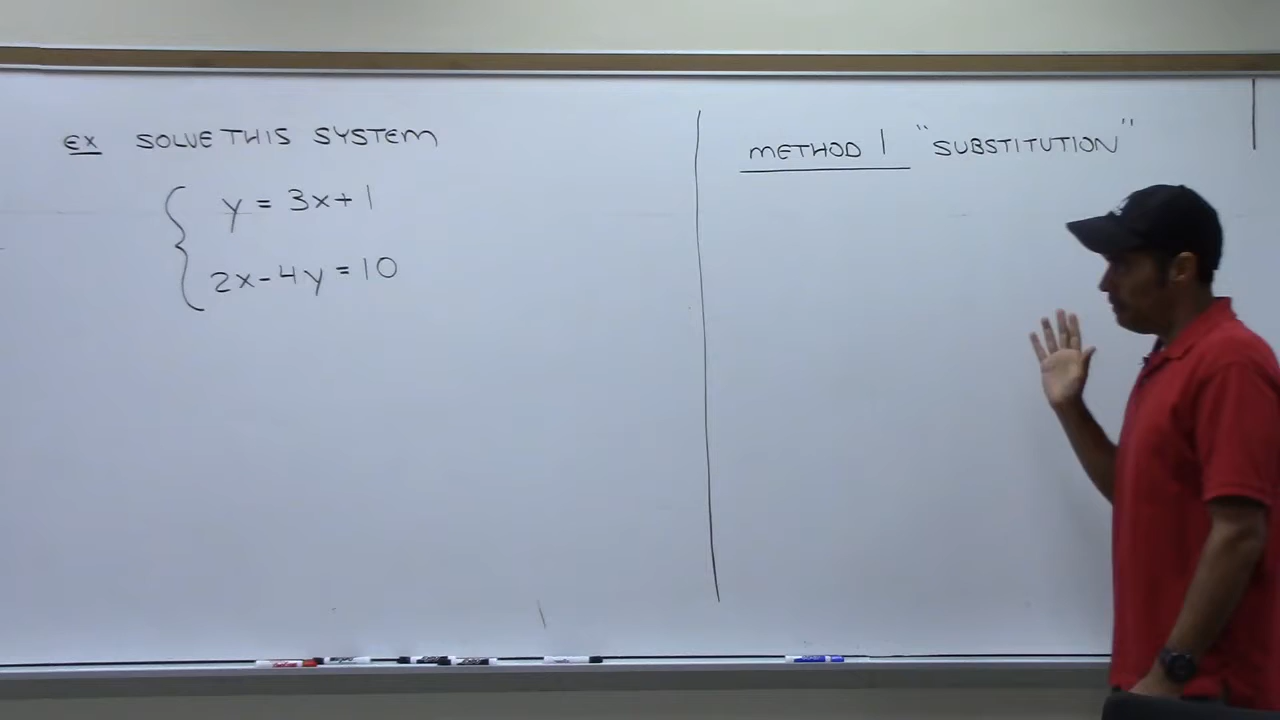 EX SOLVE THIS SYSTEM
y = 3x + 1
2x - 4y = 10
METHOD 1 "SUBSTITUTION"